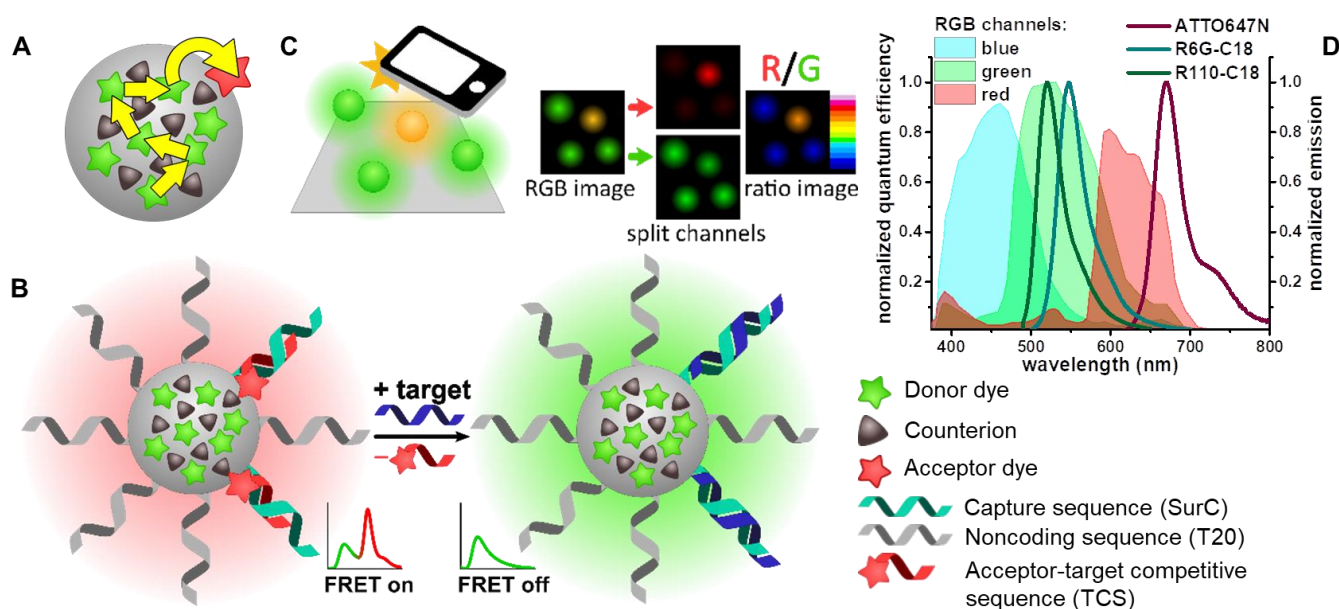 A
C
R/G
RGB image
ratio image
split channels
RGB channels:
blue
green
red
ATTO647N
R6G-C18
R110-C18
D
normalized quantum efficiency
1.0
0.8
0.6
0.4
0.2
1.0
0.8
0.6
0.4
0.2
normalized emission
400
500
600
700
800
wavelength (nm)
B
+ target
–
FRET on
FRET off
Donor dye
Counterion
Acceptor dye
Capture sequence (SurC)
Noncoding sequence (T20)
Acceptor-target competitive
sequence (TCS)